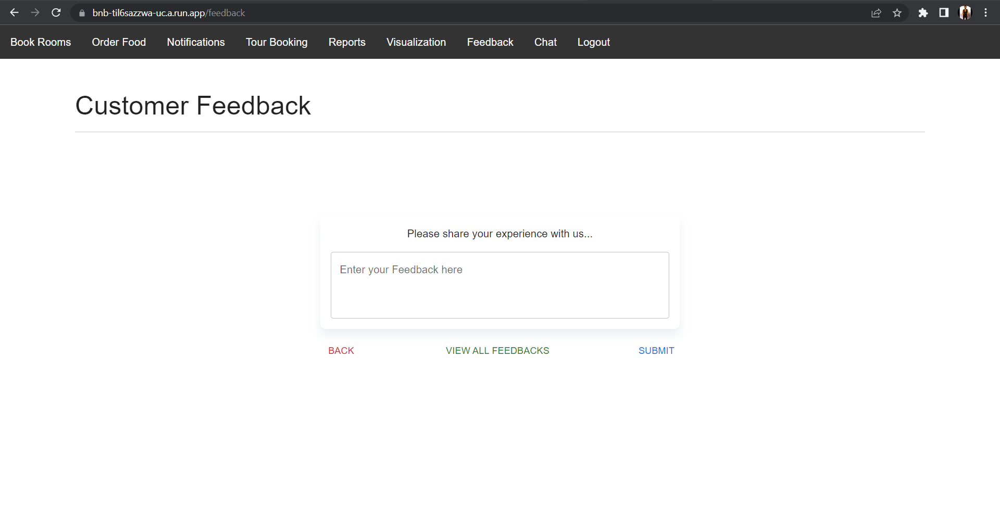 bnb-til6sazzwa-uc.a.run.app/feedback
Book Rooms Order Food Notifications Tour Booking Reports Visualization Feedback Chat Logout
Customer Feedback
Please share your experience with us...
Enter your Feedback here
BACK VIEW ALL FEEDBACKS SUBMIT